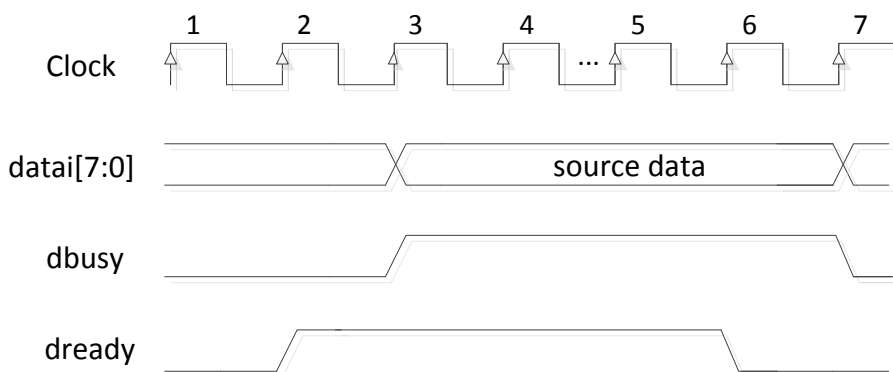 1 2 3 4 5 6 7
Clock
...
datai[7:0]
source data
dbusy
dready